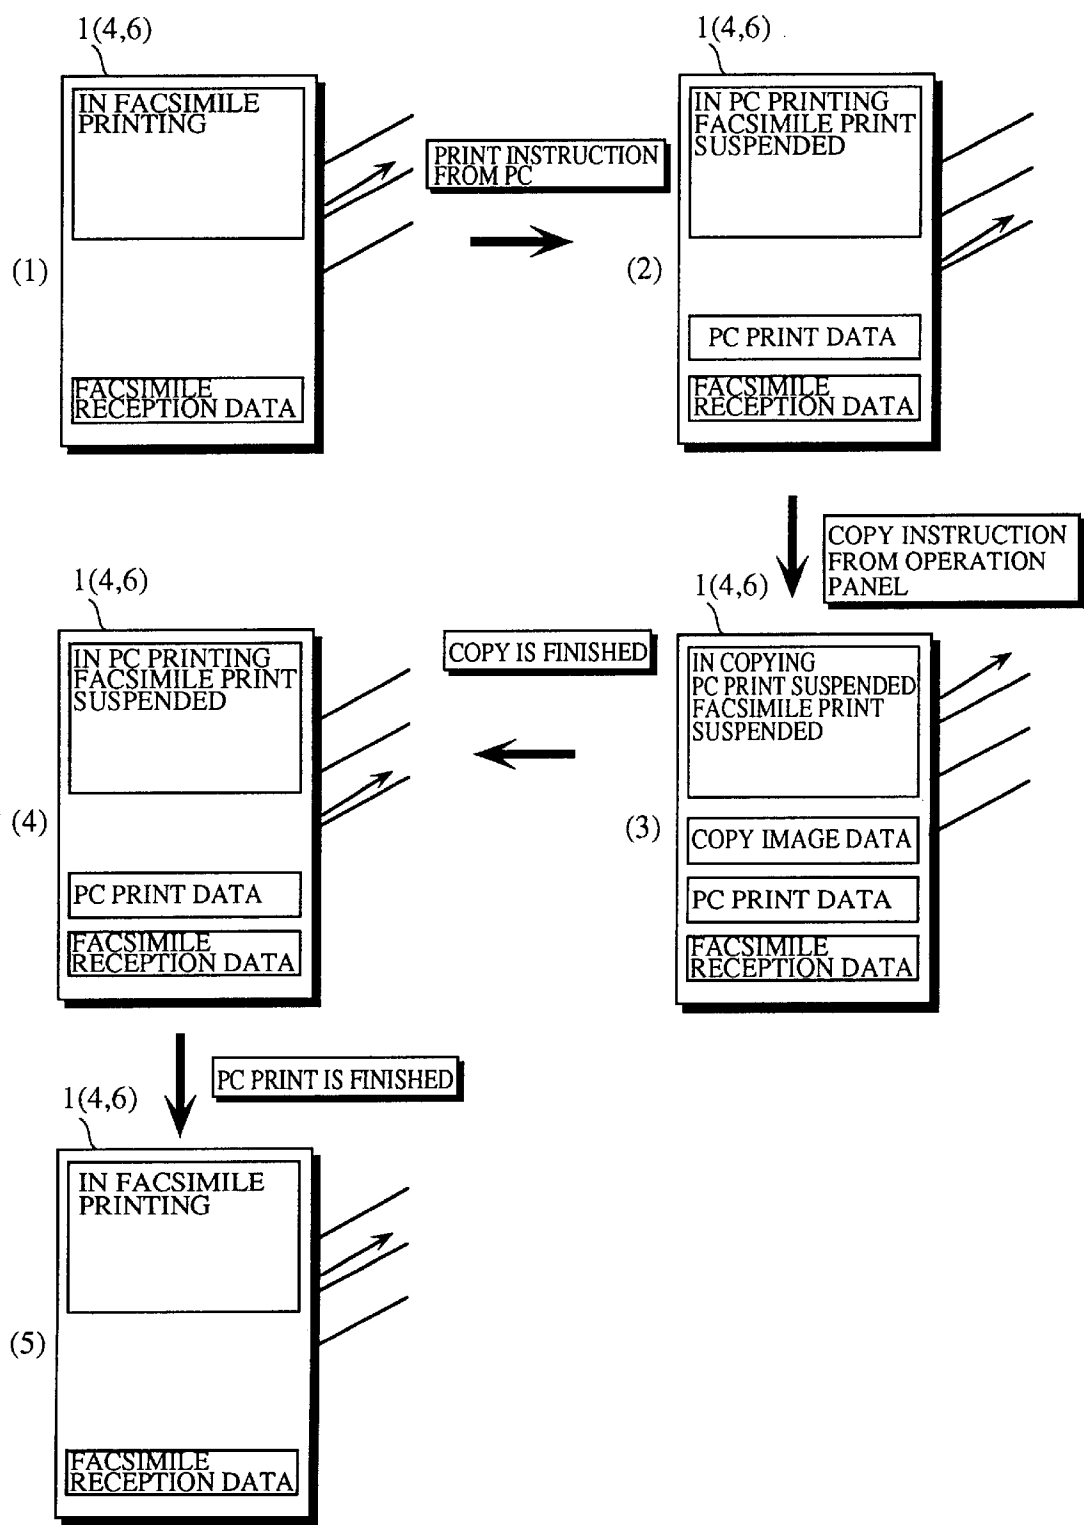 1(4,6)
IN FACSIMILE
PRINTING
(1)
FACSIMILE
RECEPTION DATA
PRINT INSTRUCTION
FROM PC
1(4,6)
IN PC PRINTING
FACSIMILE PRINT
SUSPENDED
(2)
PC PRINT DATA
FACSIMILE
RECEPTION DATA
COPY INSTRUCTION
FROM OPERATION
PANEL
1(4,6)
IN COPYING
PC PRINT SUSPENDED
FACSIMILE PRINT
SUSPENDED
(3)
COPY IMAGE DATA
PC PRINT DATA
FACSIMILE
RECEPTION DATA
COPY IS FINISHED
1(4,6)
IN PC PRINTING
FACSIMILE PRINT
SUSPENDED
(4)
PC PRINT DATA
FACSIMILE
RECEPTION DATA
PC PRINT IS FINISHED
1(4,6)
IN FACSIMILE
PRINTING
(5)
FACSIMILE
RECEPTION DATA